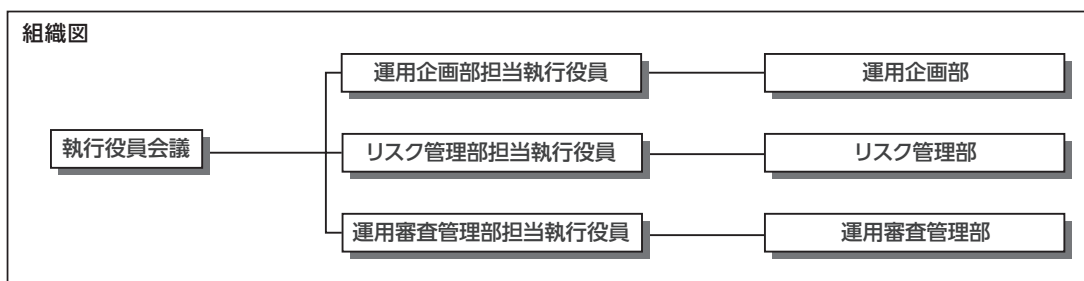 組織図
運用企画部担当執行役員
運用企画部
執行役員会議
リスク管理部担当執行役員
リスク管理部
運用審査管理部担当執行役員
運用審査管理部